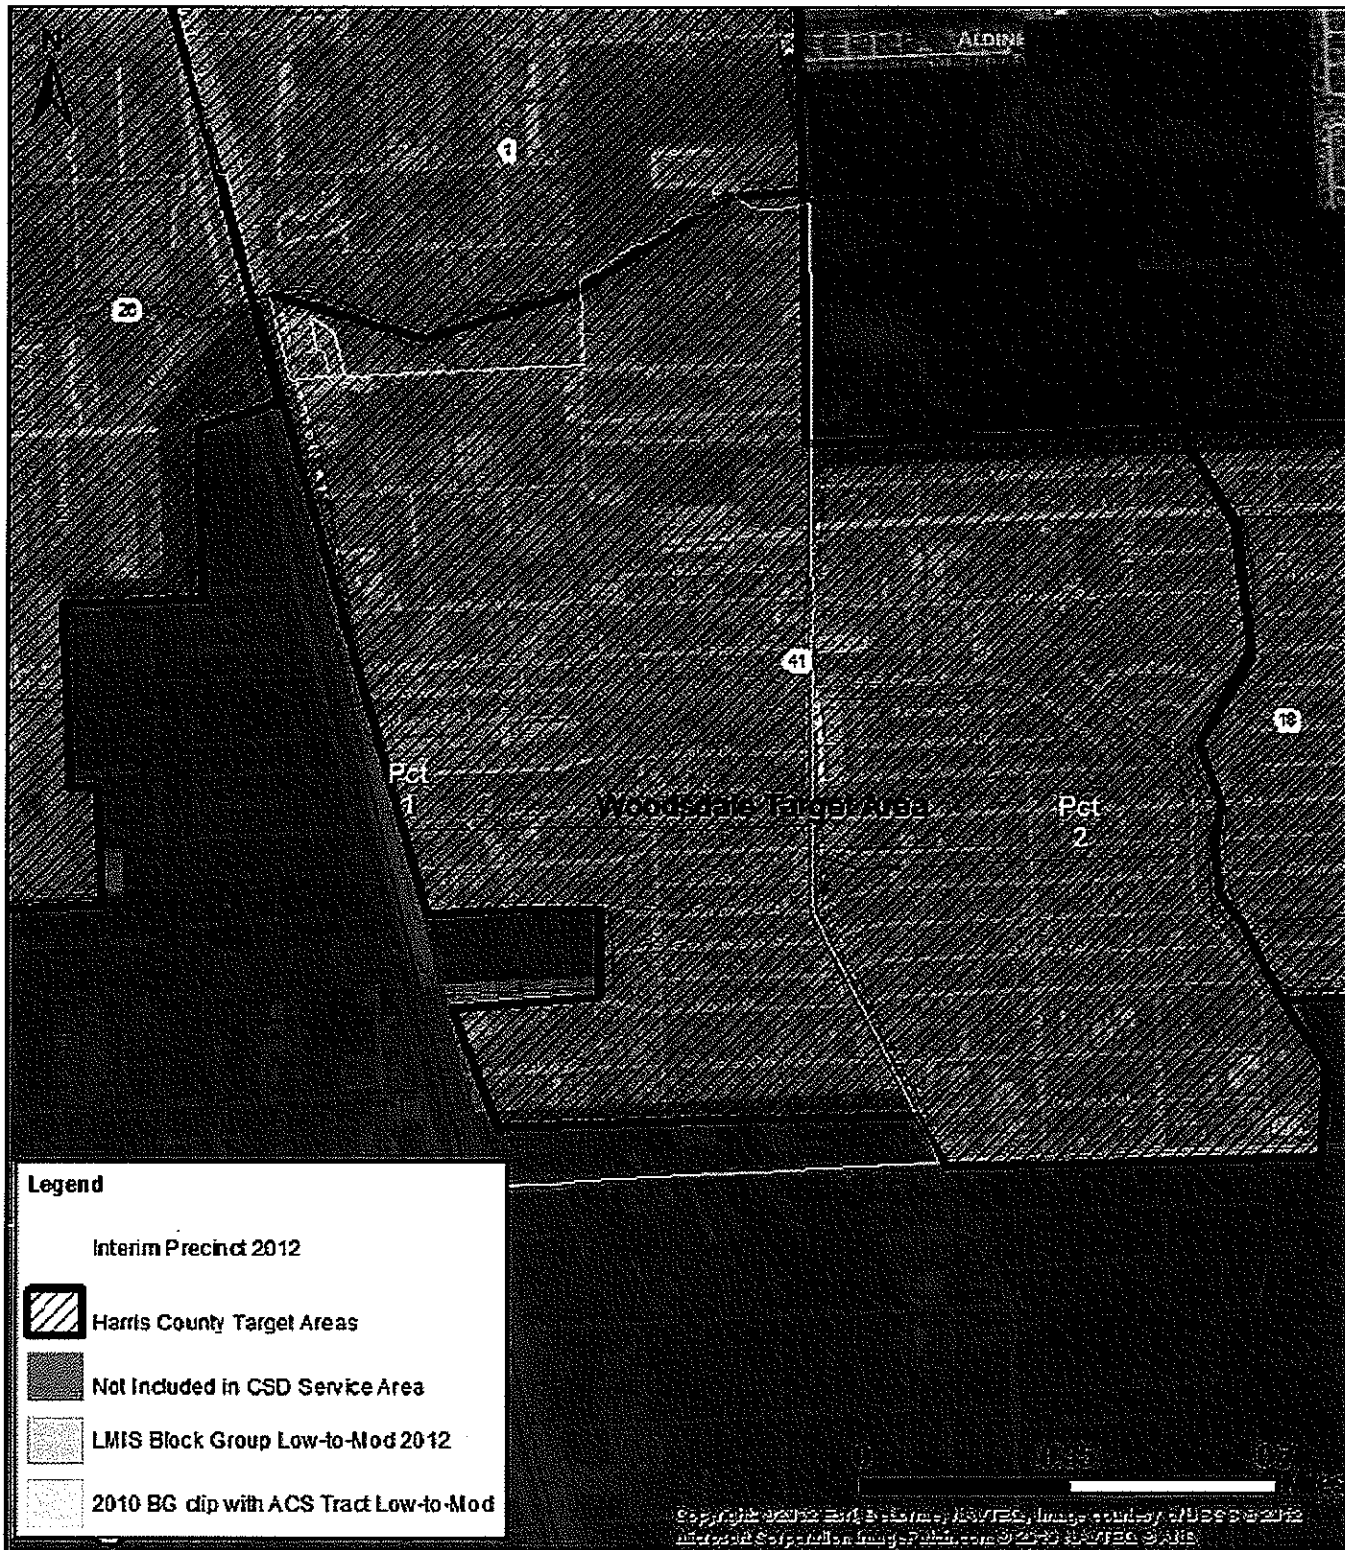 N
ALDINE
1
20
41
18
Pct
1
Woodsdale Target Area
Pct
2
Legend
Interim Precinct 2012
Harris County Target Areas
Not Included in CSD Service Area
LMIS Block Group Low-to-Mod 2012
2010 BG clip with ACS Tract Low-to-Mod